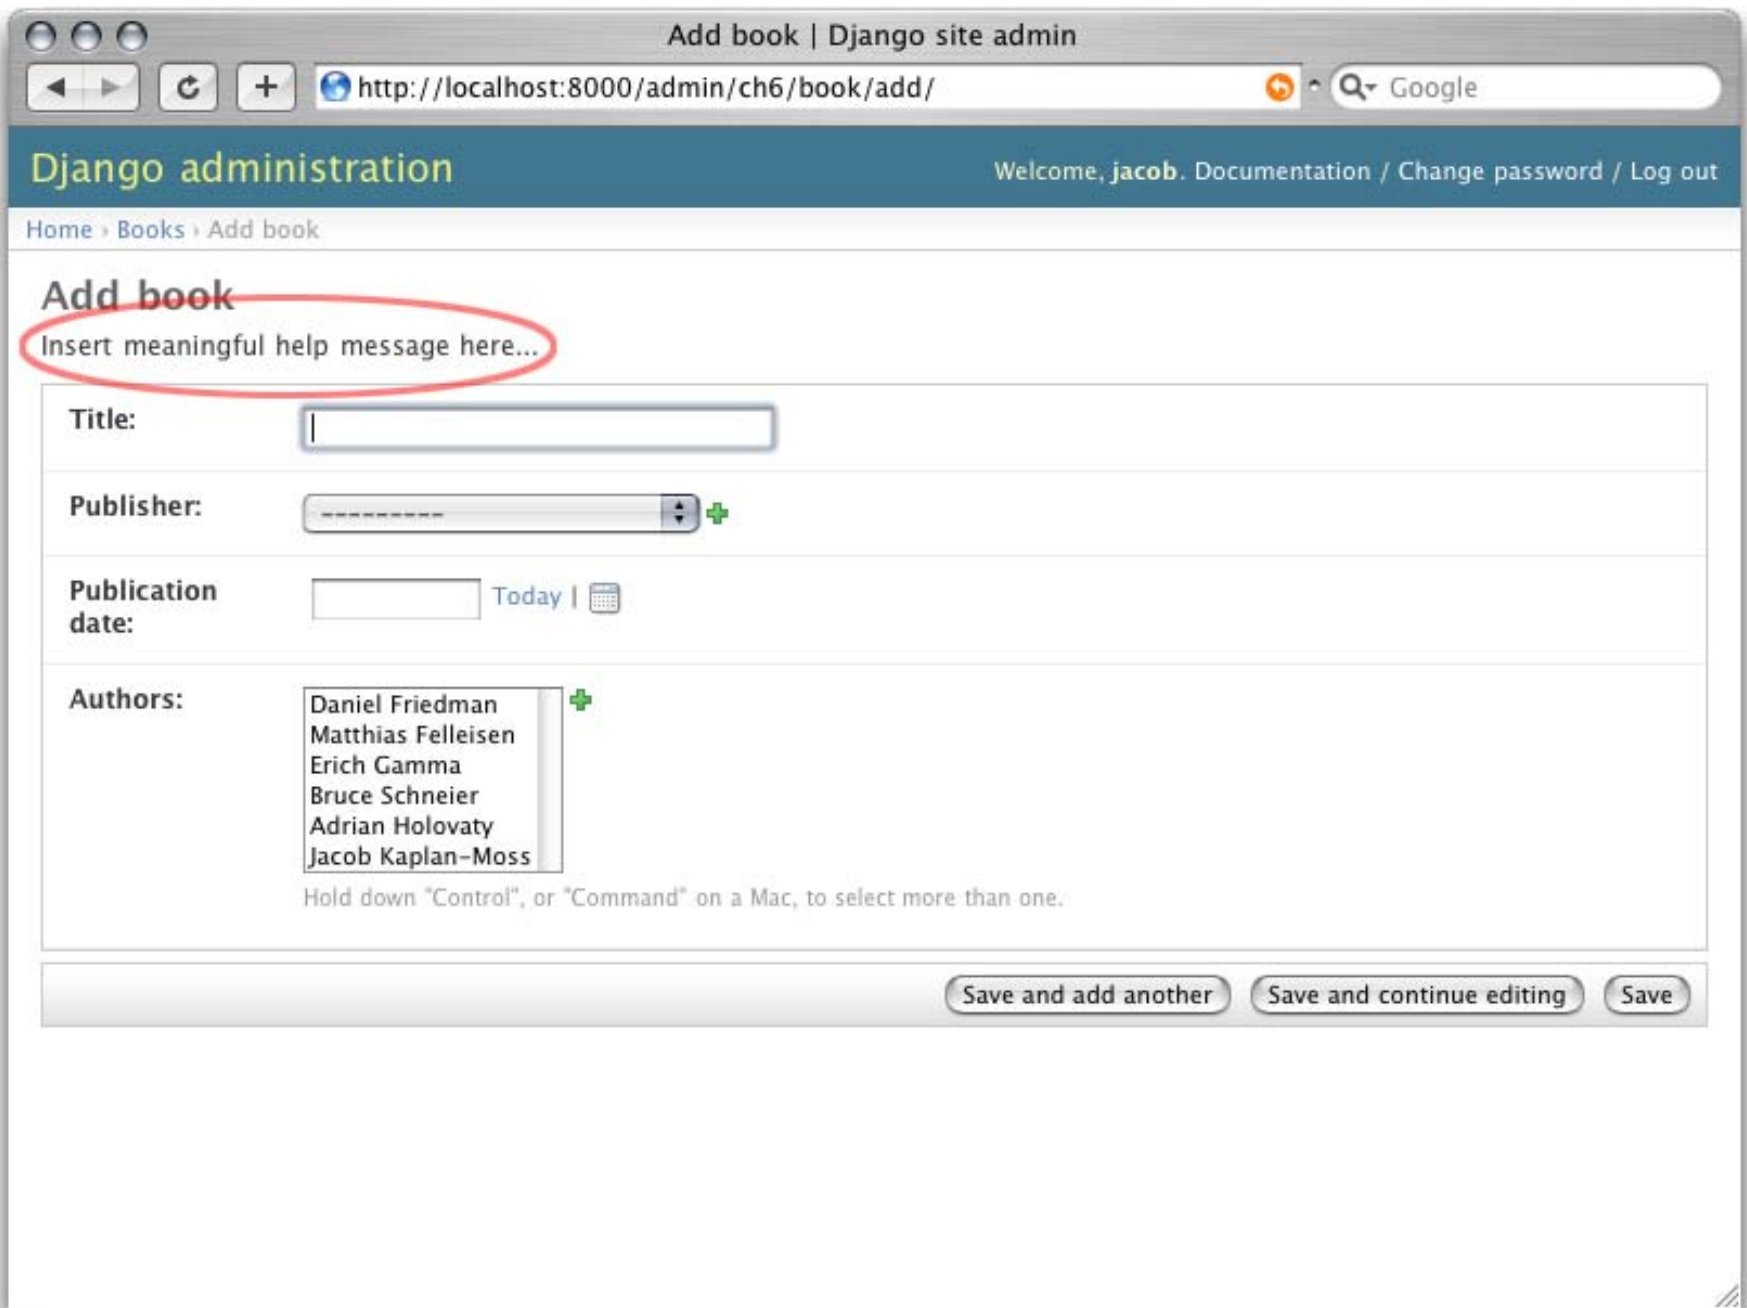 Add book | Django site admin
http://localhost:8000/admin/ch6/book/add/
Google
Django administration
Welcome, jacob. Documentation / Change password / Log out
Home › Books › Add book
Add book
Insert meaningful help message here...
Title:
Publisher:
---------
Publication
date:
Today |
Authors:
Daniel Friedman
Matthias Felleisen
Erich Gamma
Bruce Schneier
Adrian Holovaty
Jacob Kaplan-Moss
Hold down "Control", or "Command" on a Mac, to select more than one.
Save and add another
Save and continue editing
Save